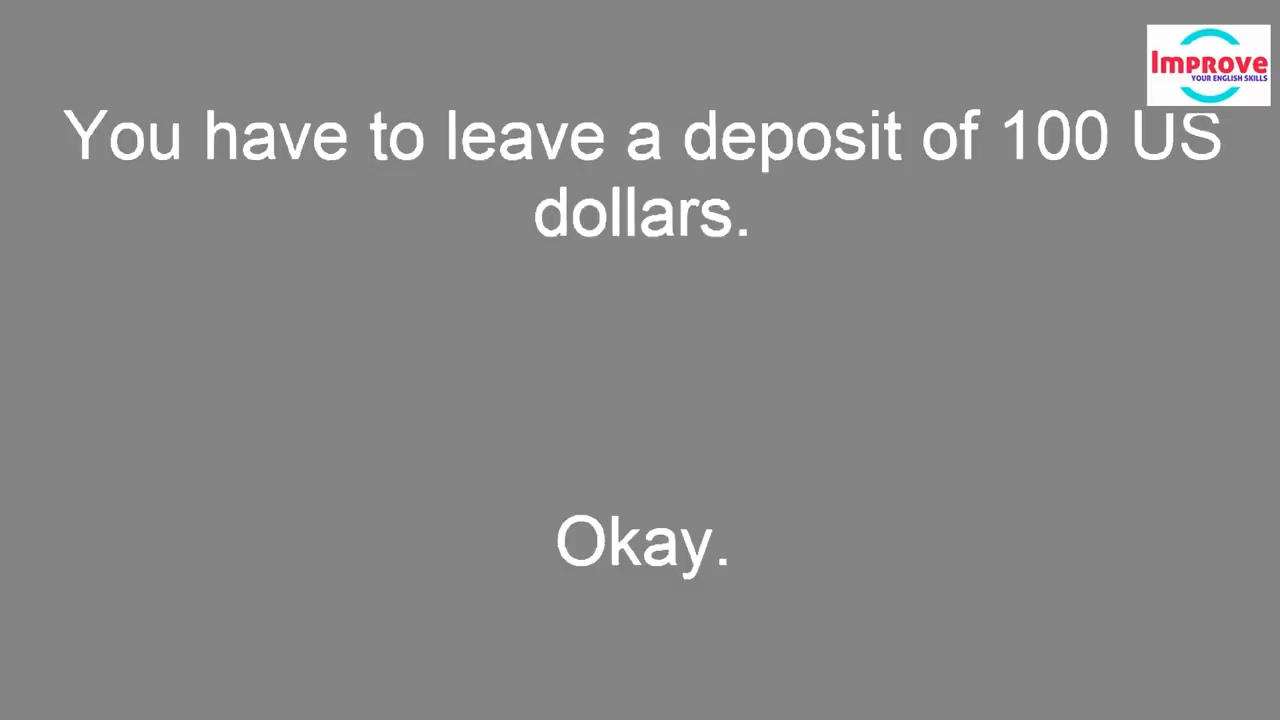 Improve
YOUR ENGLISH SKILLS
You have to leave a deposit of 100 US
dollars.
Okay.